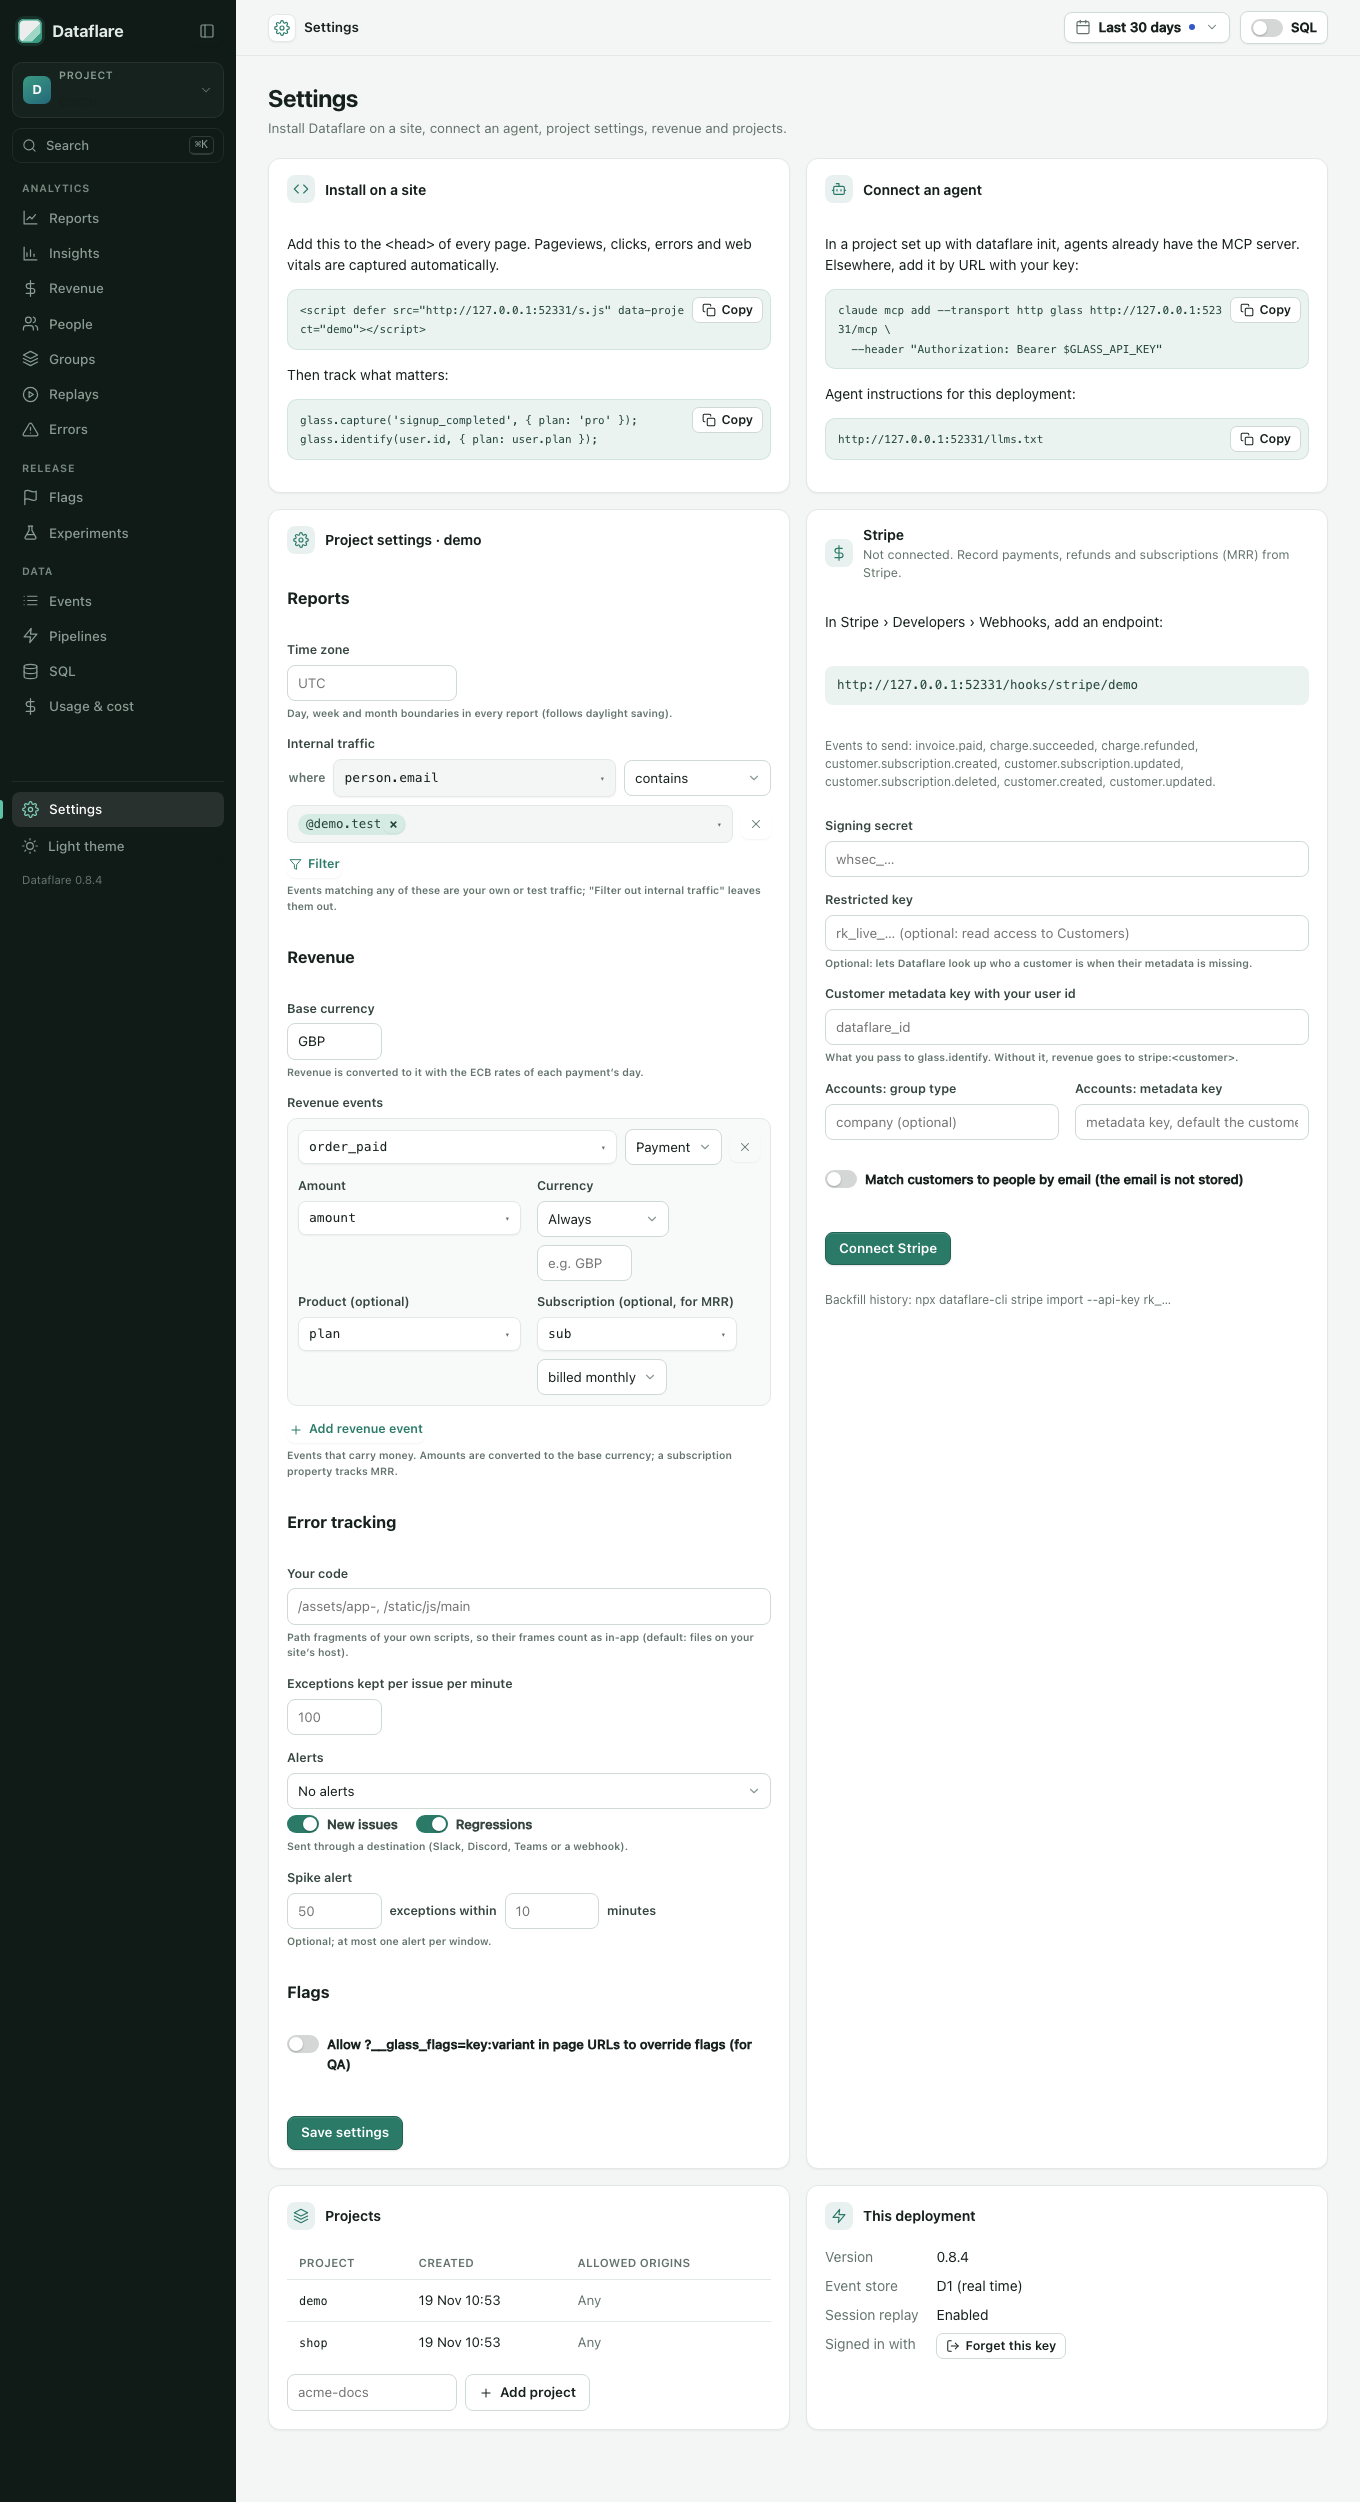 Dataflare
PROJECT
D
Search
⌘K
ANALYTICS
Reports
Insights
Revenue
People
Groups
Replays
Errors
RELEASE
Flags
Experiments
DATA
Events
Pipelines
SQL
Usage & cost
Settings
Light theme
Dataflare 0.8.4
Settings
Last 30 days
SQL
Settings
Install Dataflare on a site, connect an agent, project settings, revenue and projects.
Install on a site
Add this to the <head> of every page. Pageviews, clicks, errors and web
vitals are captured automatically.
<script defer src="http://127.0.0.1:52331/s.js" data-proje
ct="demo"></script>
Copy
Then track what matters:
glass.capture('signup_completed', { plan: 'pro' });
glass.identify(user.id, { plan: user.plan });
Copy
Connect an agent
In a project set up with dataflare init, agents already have the MCP server.
Elsewhere, add it by URL with your key:
claude mcp add --transport http glass http://127.0.0.1:523
31/mcp \
--header "Authorization: Bearer $GLASS_API_KEY"
Copy
Agent instructions for this deployment:
http://127.0.0.1:52331/llms.txt
Copy
Project settings · demo
Reports
Time zone
UTC
Day, week and month boundaries in every report (follows daylight saving).
Internal traffic
where
person.email
contains
@demo.test ×
Filter
Events matching any of these are your own or test traffic; "Filter out internal traffic" leaves
them out.
Revenue
Base currency
GBP
Revenue is converted to it with the ECB rates of each payment's day.
Revenue events
order_paid
Payment
Amount
Currency
amount
Always
e.g. GBP
Product (optional)
Subscription (optional, for MRR)
plan
sub
billed monthly
Add revenue event
Events that carry money. Amounts are converted to the base currency; a subscription
property tracks MRR.
Error tracking
Your code
/assets/app-, /static/js/main
Path fragments of your own scripts, so their frames count as in-app (default: files on your
site's host).
Exceptions kept per issue per minute
100
Alerts
No alerts
New issues
Regressions
Sent through a destination (Slack, Discord, Teams or a webhook).
Spike alert
50
exceptions within
10
minutes
Optional; at most one alert per window.
Flags
Allow ?__glass_flags=key:variant in page URLs to override flags (for
QA)
Save settings
Stripe
Not connected. Record payments, refunds and subscriptions (MRR) from
Stripe.
In Stripe › Developers › Webhooks, add an endpoint:
http://127.0.0.1:52331/hooks/stripe/demo
Events to send: invoice.paid, charge.succeeded, charge.refunded,
customer.subscription.created, customer.subscription.updated,
customer.subscription.deleted, customer.created, customer.updated.
Signing secret
whsec_…
Restricted key
rk_live_… (optional: read access to Customers)
Optional: lets Dataflare look up who a customer is when their metadata is missing.
Customer metadata key with your user id
dataflare_id
What you pass to glass.identify. Without it, revenue goes to stripe:<customer>.
Accounts: group type
Accounts: metadata key
company (optional)
metadata key, default the custome
Match customers to people by email (the email is not stored)
Connect Stripe
Backfill history: npx dataflare-cli stripe import --api-key rk_…
Projects
PROJECT
CREATED
ALLOWED ORIGINS
demo
19 Nov 10:53
Any
shop
19 Nov 10:53
Any
acme-docs
Add project
This deployment
Version
0.8.4
Event store
D1 (real time)
Session replay
Enabled
Signed in with
Forget this key